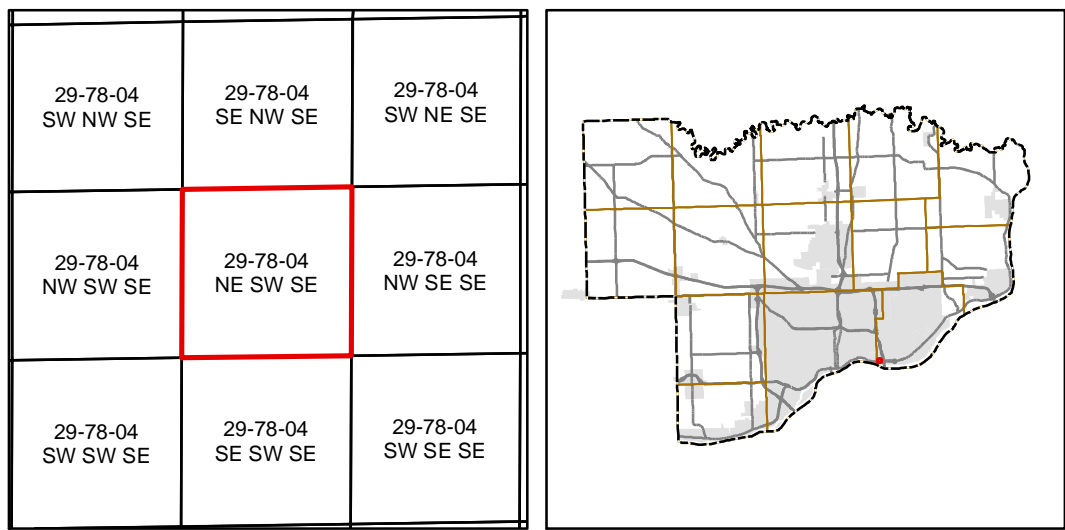 29-78-04
SW NW SE
29-78-04
SE NW SE
29-78-04
SW NE SE
29-78-04
NW SW SE
29-78-04
NE SW SE
29-78-04
NW SE SE
29-78-04
SW SW SE
29-78-04
SE SW SE
29-78-04
SW SE SE